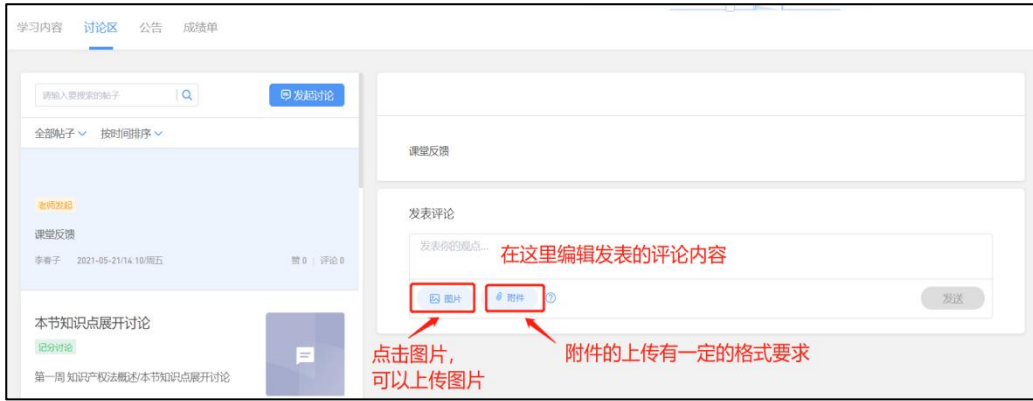 学习内容 讨论区 公告 成绩单
请输入要搜索的帖子
发起讨论
全部帖子 按时间排序
老师发起
课堂反馈
李春子 2021-05-21/14:10/周五 赞 0 | 评论 0
本节知识点展开讨论
记分讨论
第一周 知识产权法概述/本节知识点展开讨论
课堂反馈
发表评论
发表你的观点...
在这里编辑发表的评论内容
图片 附件
发送
点击图片，
可以上传图片
附件的上传有一定的格式要求